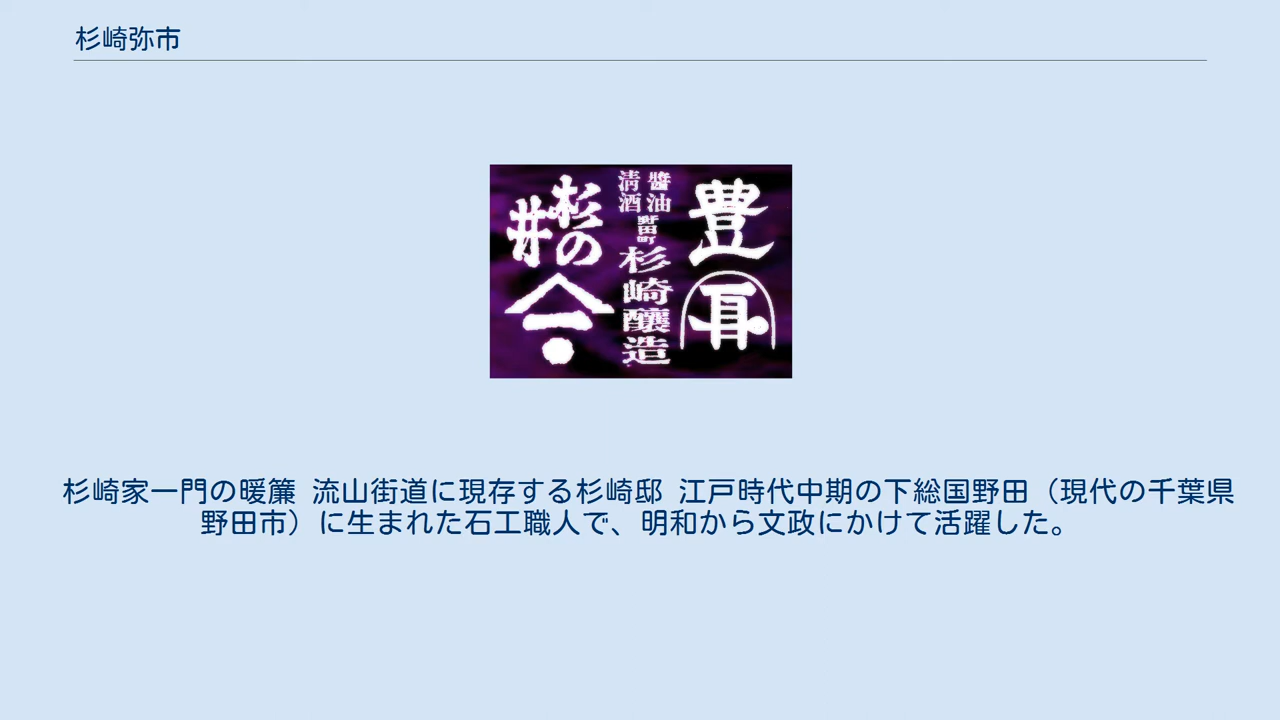 杉崎弥市
豊
耳
醬油
清酒
野田町
杉崎醸造
杉の井
一
杉崎家一門の暖簾 流山街道に現存する杉崎邸 江戸時代中期の下総国野田（現代の千葉県
野田市）に生まれた石工職人で、明和から文政にかけて活躍した。